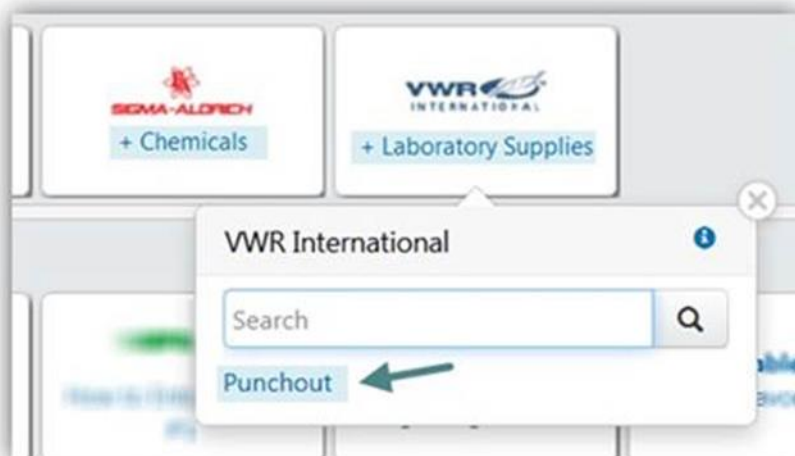 SIGMA-ALDRICH
+ Chemicals
VWR
INTERNATIONAL
+ Laboratory Supplies
VWR International
Search
Punchout